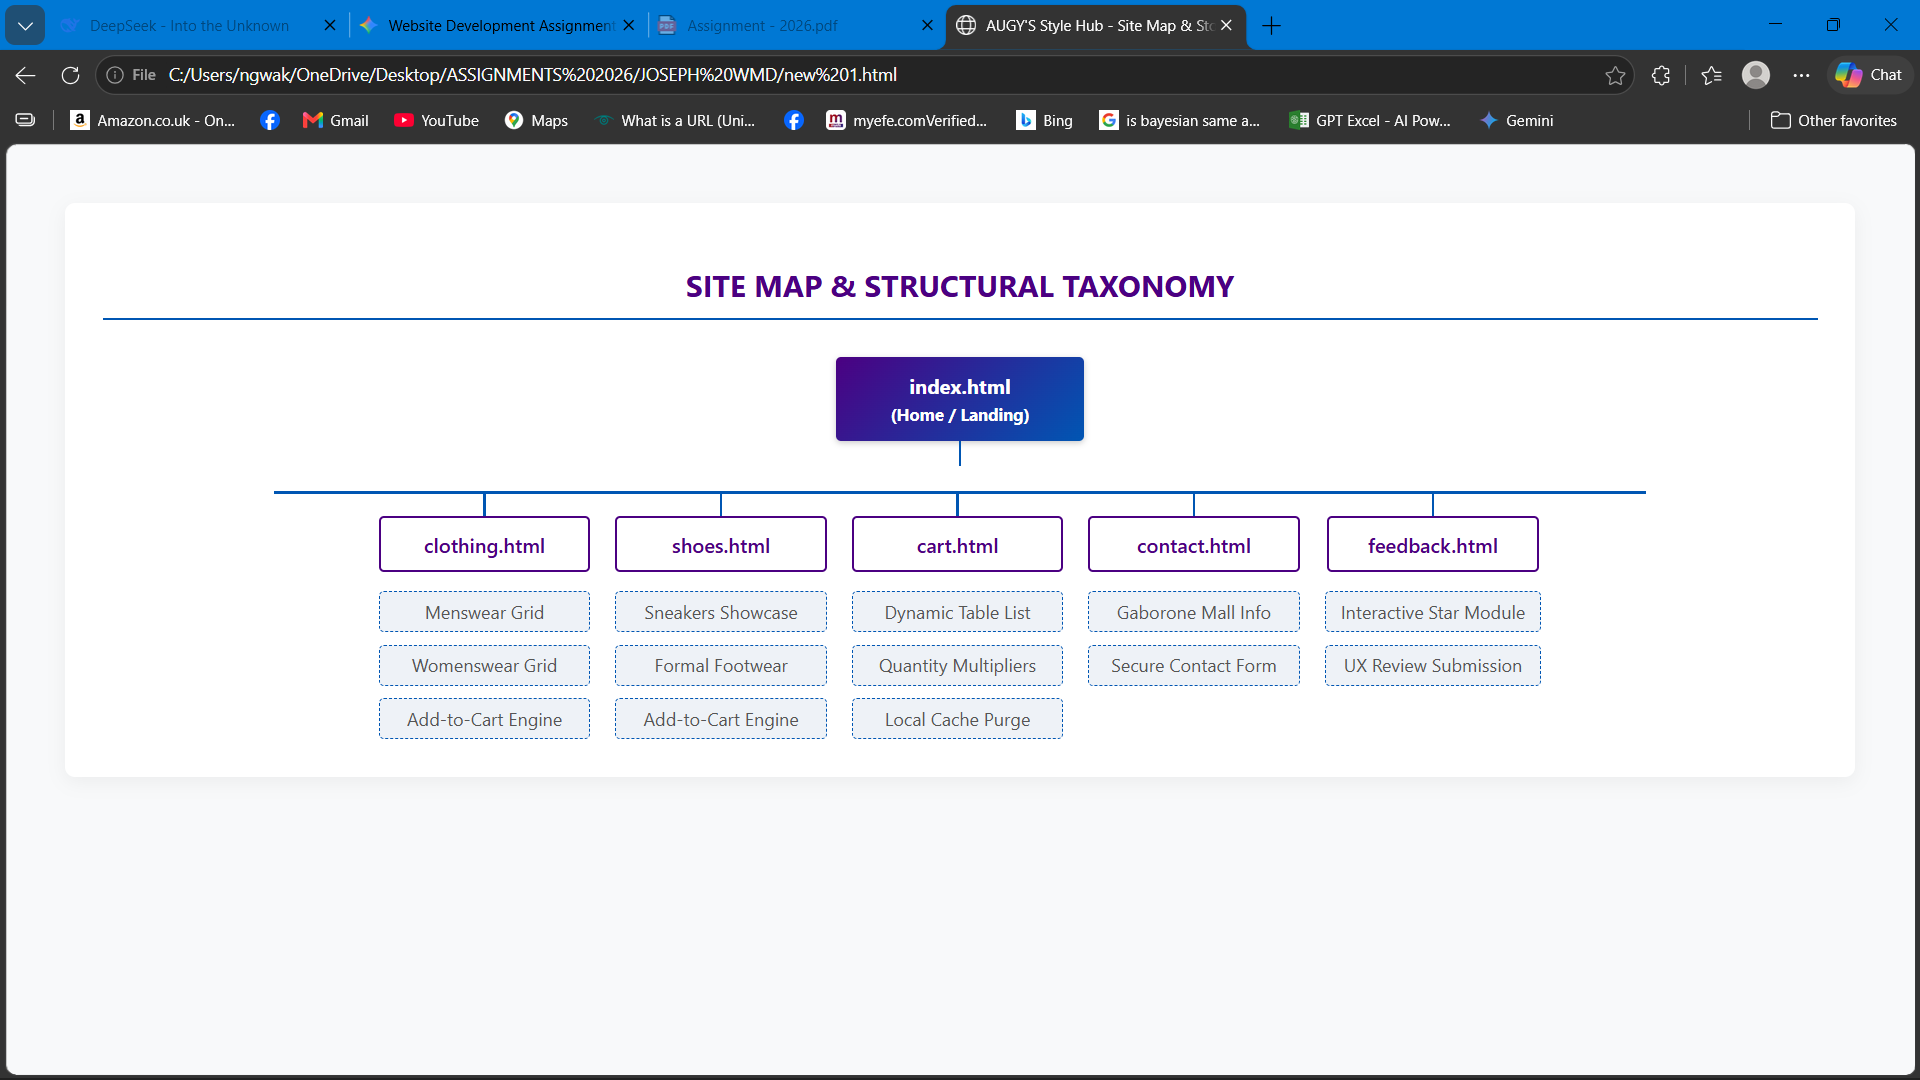 DeepSeek - Into the Unknown
Website Development Assignment
Assignment - 2026.pdf
AUGY'S Style Hub - Site Map & Sto
File C:/Users/ngwak/OneDrive/Desktop/ASSIGNMENTS%202026/JOSEPH%20WMD/new%201.html
Chat
Amazon.co.uk - On...
Gmail
YouTube
Maps
What is a URL (Uni...
myefe.comVerified...
Bing
is bayesian same a...
GPT Excel - AI Pow...
Gemini
Other favorites
SITE MAP & STRUCTURAL TAXONOMY
index.html
(Home / Landing)
clothing.html
shoes.html
cart.html
contact.html
feedback.html
Menswear Grid
Sneakers Showcase
Dynamic Table List
Gaborone Mall Info
Interactive Star Module
Womenswear Grid
Formal Footwear
Quantity Multipliers
Secure Contact Form
UX Review Submission
Add-to-Cart Engine
Add-to-Cart Engine
Local Cache Purge